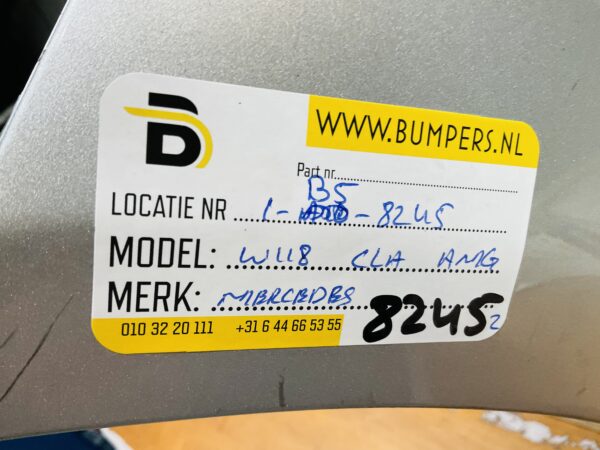 B
WWW.BUMPERS.NL
Part nr.
B5
LOCATIE NR 1- - 8245
MODEL: W118 CLA AMG
MERK: MERCEDES
010 32 20 111 +31 6 44 66 53 55
8245 2